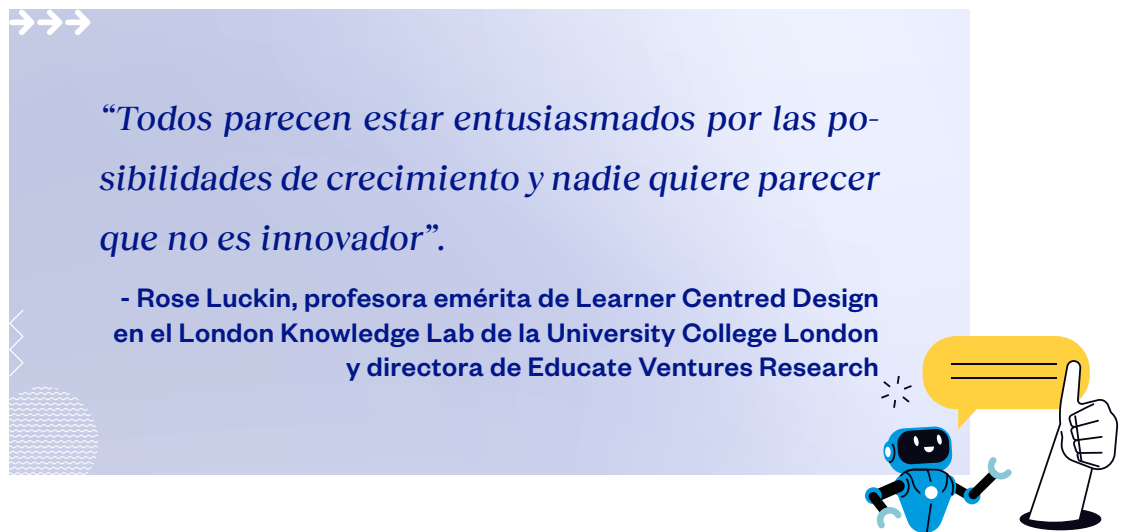 “Todos parecen estar entusiasmados por las po-
sibilidades de crecimiento y nadie quiere parecer
que no es innovador”.
- Rose Luckin, profesora emérita de Learner Centred Design
en el London Knowledge Lab de la University College London
y directora de Educate Ventures Research